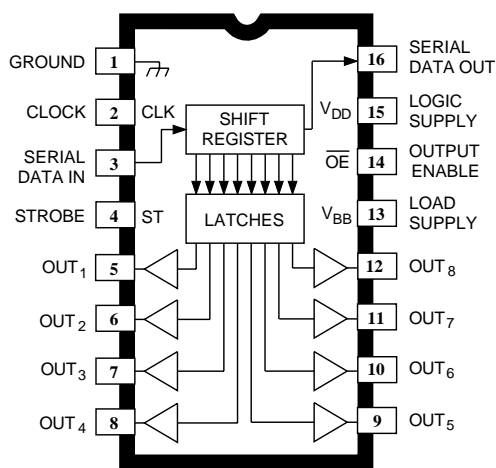 GROUND 1
CLOCK 2 CLK
SERIAL
DATA IN 3
STROBE 4 ST
OUT1 5
OUT2 6
OUT3 7
OUT4 8
SHIFT
REGISTER
LATCHES
16 SERIAL
DATA OUT
VDD 15 LOGIC
SUPPLY
OE 14 OUTPUT
ENABLE
VBB 13 LOAD
SUPPLY
12 OUT8
11 OUT7
10 OUT6
9 OUT5